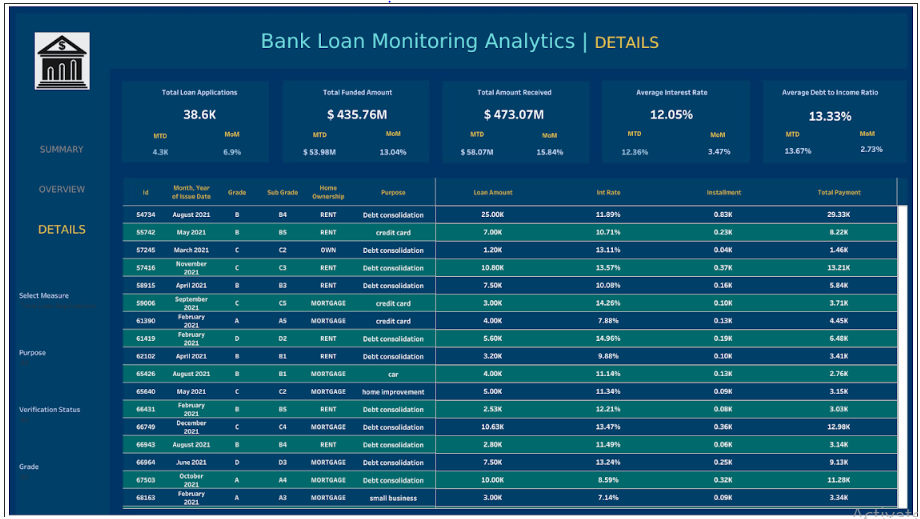 Bank Loan Monitoring Analytics | DETAILS
$
Total Loan Applications
38.6K
MTD MoM
4.3K 6.9%
Total Funded Amount
$ 435.76M
MTD MoM
$ 53.98M 13.04%
Total Amount Received
$ 473.07M
MTD MoM
$ 58.07M 15.84%
Average Interest Rate
12.05%
MTD MoM
12.36% 3.47%
Average Debt to Income Ratio
13.33%
MTD MoM
13.67% 2.73%
SUMMARY
OVERVIEW
DETAILS
Select Measure
Purpose
Verification Status
Grade
Id Month, Year of Issue Date Grade Sub Grade Home Ownership Purpose Loan Amount Int Rate Installment Total Payment
54734 August 2021 B B4 RENT Debt consolidation 25.00K 11.89% 0.83K 29.33K
55742 May 2021 B B5 RENT credit card 7.00K 10.71% 0.23K 8.22K
57245 March 2021 C C2 OWN Debt consolidation 1.20K 13.11% 0.04K 1.46K
57416 November 2021 C C3 RENT Debt consolidation 10.80K 13.57% 0.37K 13.21K
58915 April 2021 B B3 RENT Debt consolidation 7.50K 10.08% 0.16K 5.84K
59006 September 2021 C C5 MORTGAGE credit card 3.00K 14.26% 0.10K 3.71K
61390 February 2021 A A5 MORTGAGE credit card 4.00K 7.88% 0.13K 4.45K
61419 February 2021 D D2 RENT Debt consolidation 5.60K 14.96% 0.19K 6.48K
62102 April 2021 B B1 RENT Debt consolidation 3.20K 9.88% 0.10K 3.41K
65426 August 2021 B B1 MORTGAGE car 4.00K 11.14% 0.13K 2.76K
65640 May 2021 C C2 MORTGAGE home improvement 5.00K 11.34% 0.09K 3.15K
66431 February 2021 B B5 RENT Debt consolidation 2.53K 12.21% 0.08K 3.03K
66749 December 2021 C C4 MORTGAGE Debt consolidation 10.63K 13.47% 0.36K 12.98K
66943 August 2021 B B4 RENT Debt consolidation 2.80K 11.49% 0.06K 3.14K
66964 June 2021 D D3 MORTGAGE Debt consolidation 7.50K 13.24% 0.25K 9.13K
67503 October 2021 A A4 MORTGAGE Debt consolidation 10.00K 8.59% 0.32K 11.28K
68163 February 2021 A A3 MORTGAGE small business 3.00K 7.14% 0.09K 3.34K